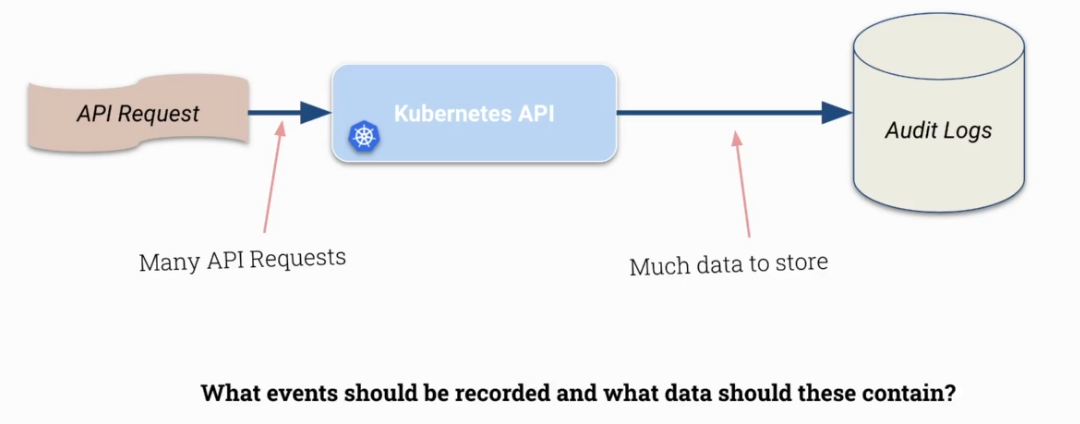 API Request
Kubernetes API
Audit Logs
Many API Requests
Much data to store
What events should be recorded and what data should these contain?